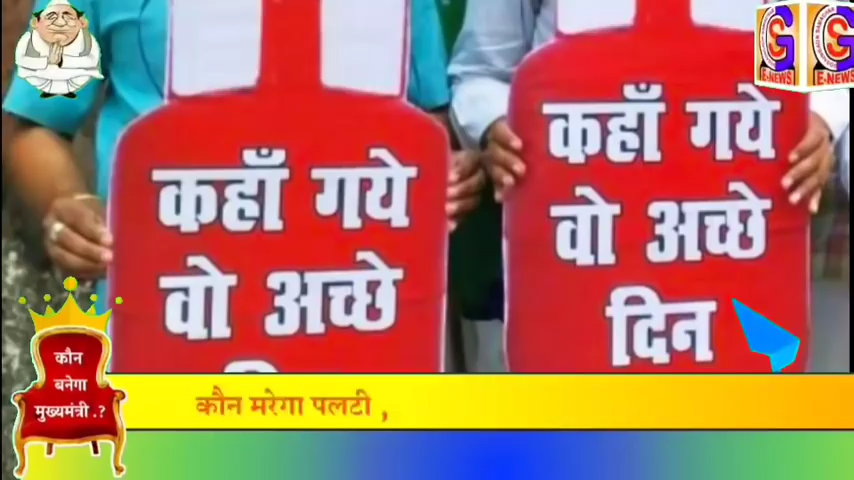 कहाँ गये
वो अच्छे
कहाँ गये
वो अच्छे
दिन
कौन
बनेगा
मुख्यमंत्री.?
कौन मरेगा पलटी ,
E-NEWS
E-NEWS